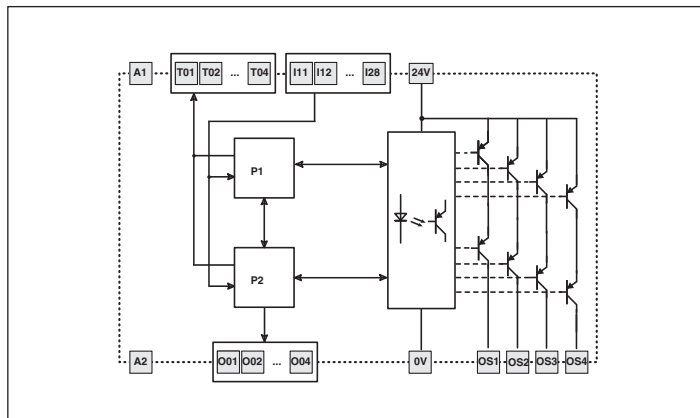 A1 T01 T02 ... T04 I11 I12 ... I28 24V
P1
P2
A2 O01 O02 ... O04 0V OS1 OS2 OS3 OS4